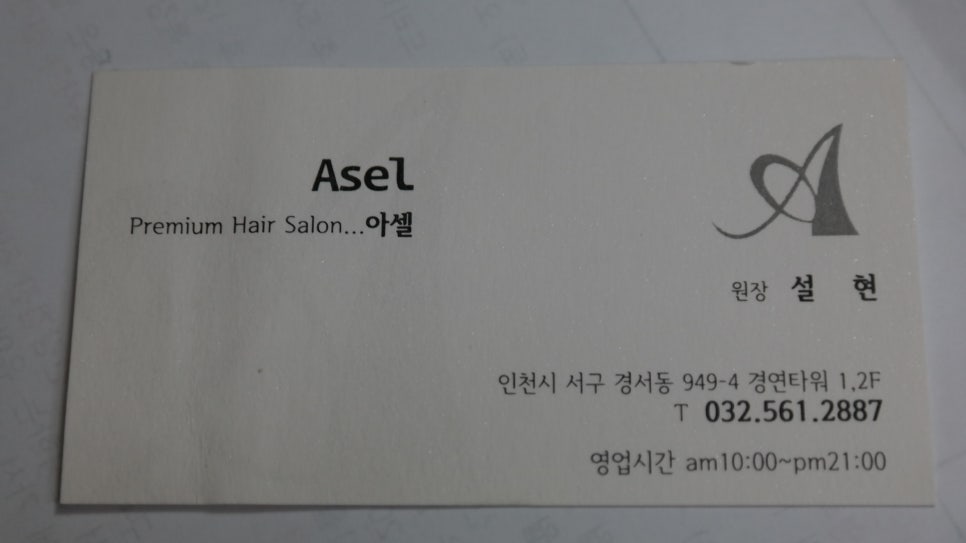 Asel
Premium Hair Salon...아셀
원장 설 현
인천시 서구 경서동 949-4 경연타워 1,2F
T 032.561.2887
영업시간 am10:00~pm21:00